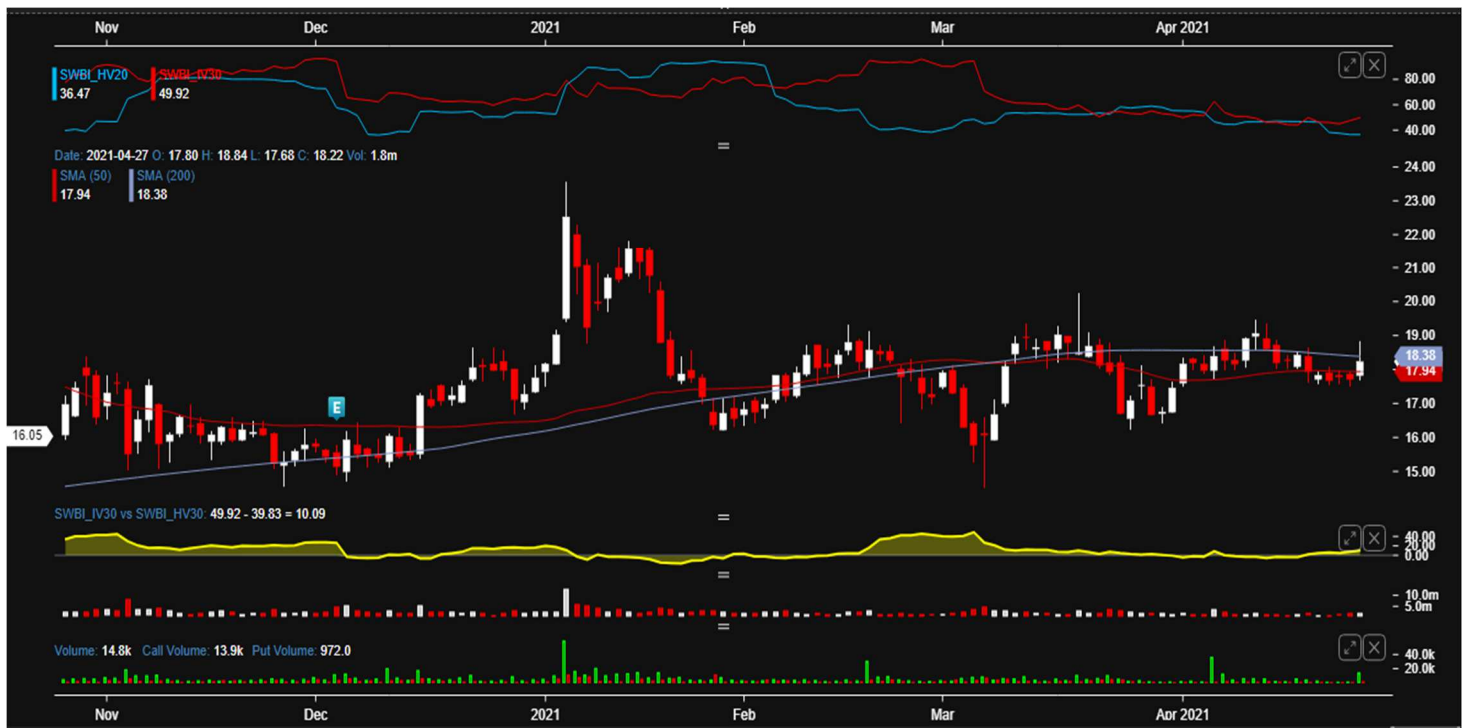 Nov Dec 2021 Feb Mar Apr 2021
SWBI_HV20 SWBI_IV30
36.47 49.92
80.00
60.00
40.00
Date: 2021-04-27 O: 17.80 H: 18.84 L: 17.68 C: 18.22 Vol: 1.8m
SMA (50) SMA (200)
17.94 18.38
24.00
23.00
22.00
21.00
20.00
19.00
18.38
17.94
17.00
E
16.05
16.00
15.00
SWBI_IV30 vs SWBI_HV30: 49.92 - 39.83 = 10.09
40.00
20.00
0.00
10.0m
5.0m
Volume: 14.8k Call Volume: 13.9k Put Volume: 972.0
40.0k
20.0k
Nov Dec 2021 Feb Mar Apr 2021